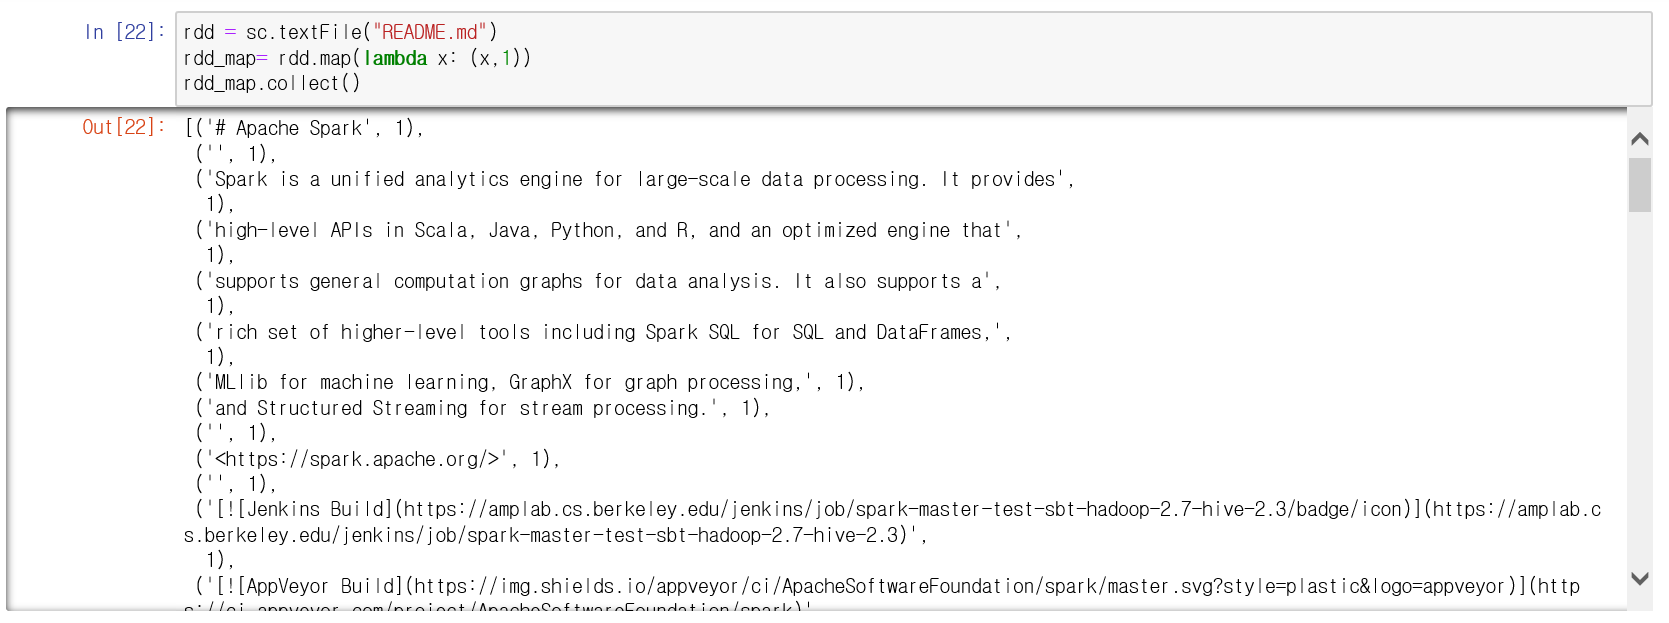 In [22]: rdd = sc.textFile("README.md")
rdd_map= rdd.map(lambda x: (x,1))
rdd_map.collect()
Out[22]: [('# Apache Spark', 1),
('', 1),
('Spark is a unified analytics engine for large-scale data processing. It provides',
1),
('high-level APIs in Scala, Java, Python, and R, and an optimized engine that',
1),
('supports general computation graphs for data analysis. It also supports a',
1),
('rich set of higher-level tools including Spark SQL for SQL and DataFrames,',
1),
('MLlib for machine learning, GraphX for graph processing,', 1),
('and Structured Streaming for stream processing.', 1),
('', 1),
('<https://spark.apache.org/>', 1),
('', 1),
('[![Jenkins Build](https://amplab.cs.berkeley.edu/jenkins/job/spark-master-test-sbt-hadoop-2.7-hive-2.3/badge/icon)](https://amplab.c
s.berkeley.edu/jenkins/job/spark-master-test-sbt-hadoop-2.7-hive-2.3)',
1),
('[![AppVeyor Build](https://img.shields.io/appveyor/ci/ApacheSoftwareFoundation/spark/master.svg?style=plastic&logo=appveyor)](http
s://ci.appveyor.com/project/ApacheSoftwareFoundation/spark)',